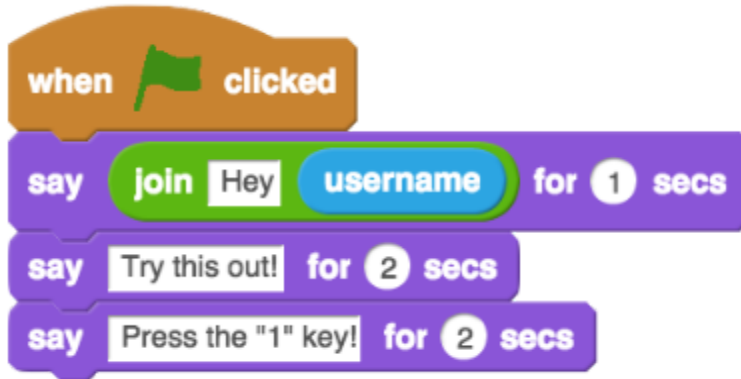 when clicked
say join Hey username for 1 secs
say Try this out! for 2 secs
say Press the "1" key! for 2 secs